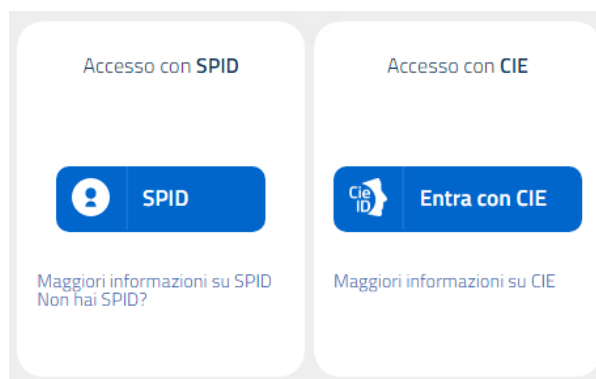 Accesso con SPID
SPID
Maggiori informazioni su SPID
Non hai SPID?
Accesso con CIE
Cie
ID
Entra con CIE
Maggiori informazioni su CIE